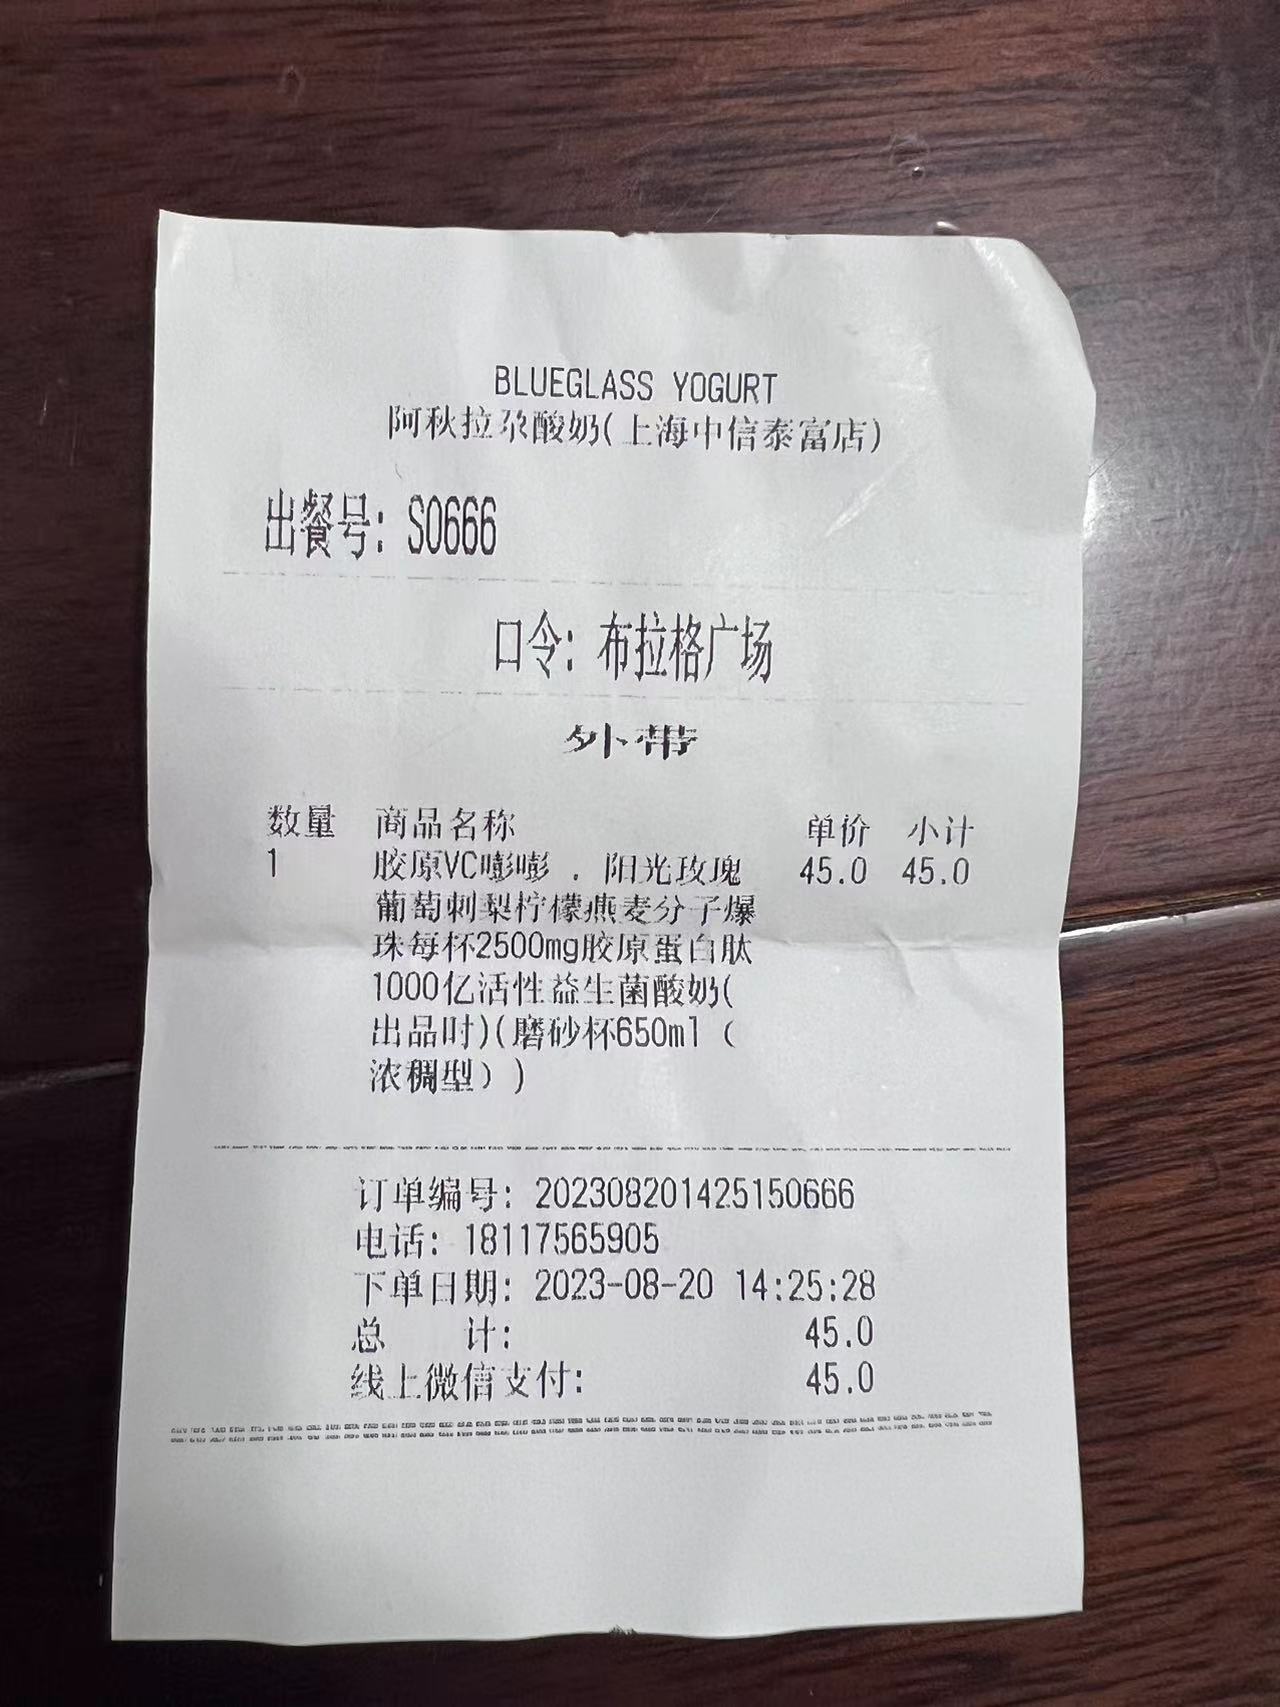 BLUEGLASS YOGURT
阿秋拉尕酸奶(上海中信泰富店)
出餐号: S0666
口令: 布拉格广场
外带
数量 商品名称 单价 小计
1 胶原VC嘭嘭 . 阳光玫瑰 45.0 45.0
葡萄刺梨柠檬燕麦分子爆
珠每杯2500mg胶原蛋白肽
1000亿活性益生菌酸奶(
出品时)(磨砂杯650ml (
浓稠型) )
订单编号: 202308201425150666
电话: 18117565905
下单日期: 2023-08-20 14:25:28
总 计: 45.0
线上微信支付: 45.0